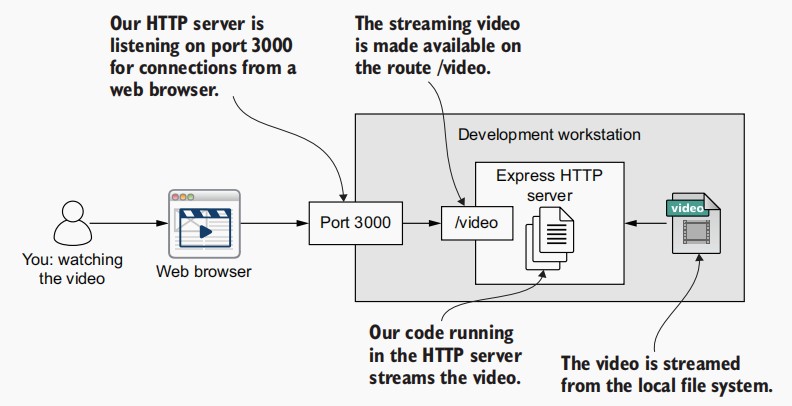 Our HTTP server is
listening on port 3000
for connections from a
web browser.
The streaming video
is made available on
the route /video.
Development workstation
Express HTTP
server
video
Port 3000
/video
You: watching
the video
Web browser
Our code running
in the HTTP server
streams the video.
The video is streamed
from the local file system.